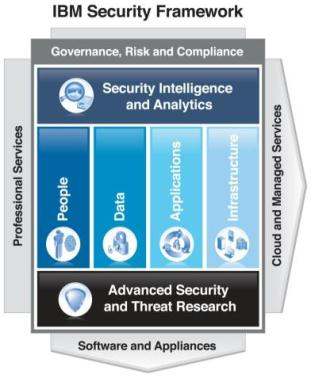 IBM Security Framework
Governance, Risk and Compliance
Security Intelligence
and Analytics
Professional Services
People
Data
Applications
Infrastructure
Cloud and Managed Services
Advanced Security
and Threat Research
Software and Appliances